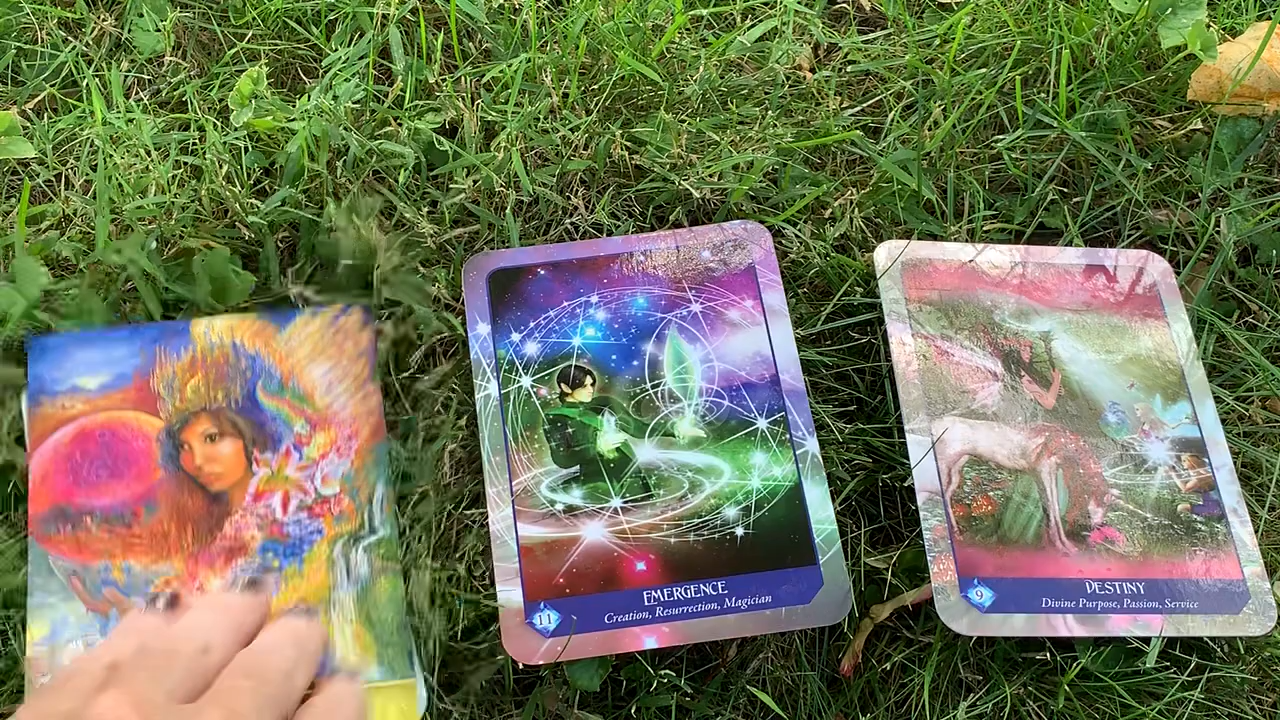 EMERGENCE
11
Creation, Resurrection, Magician
DESTINY
9
Divine Purpose, Passion, Service